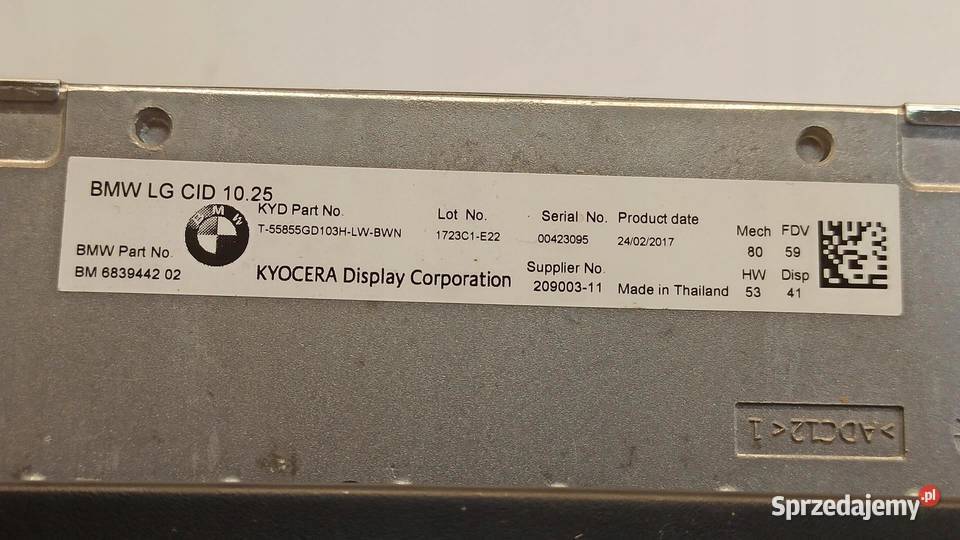 BMW LG CID 10.25
BMW
KYD Part No.
T-55855GD103H-LW-BWN
Lot No.
1723C1-E22
Serial No.
00423095
Product date
24/02/2017
Mech FDV
80 59
BMW Part No.
BM 6839442 02
KYOCERA Display Corporation
Supplier No.
209003-11
Made in Thailand
HW Disp
53 41
>ADC12< 1
Sprzedajemy.pl